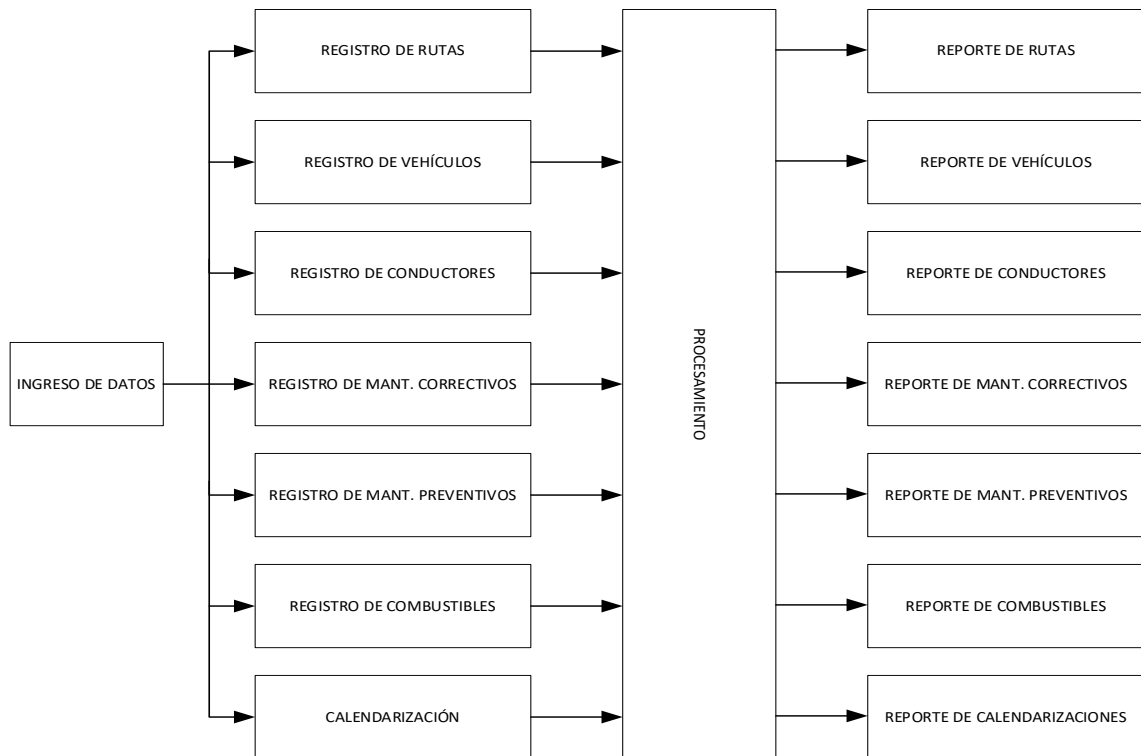 INGRESO DE DATOS
REGISTRO DE RUTAS
REGISTRO DE VEHÍCULOS
REGISTRO DE CONDUCTORES
REGISTRO DE MANT. CORRECTIVOS
REGISTRO DE MANT. PREVENTIVOS
REGISTRO DE COMBUSTIBLES
CALENDARIZACIÓN
PROCESAMIENTO
REPORTE DE RUTAS
REPORTE DE VEHÍCULOS
REPORTE DE CONDUCTORES
REPORTE DE MANT. CORRECTIVOS
REPORTE DE MANT. PREVENTIVOS
REPORTE DE COMBUSTIBLES
REPORTE DE CALENDARIZACIONES